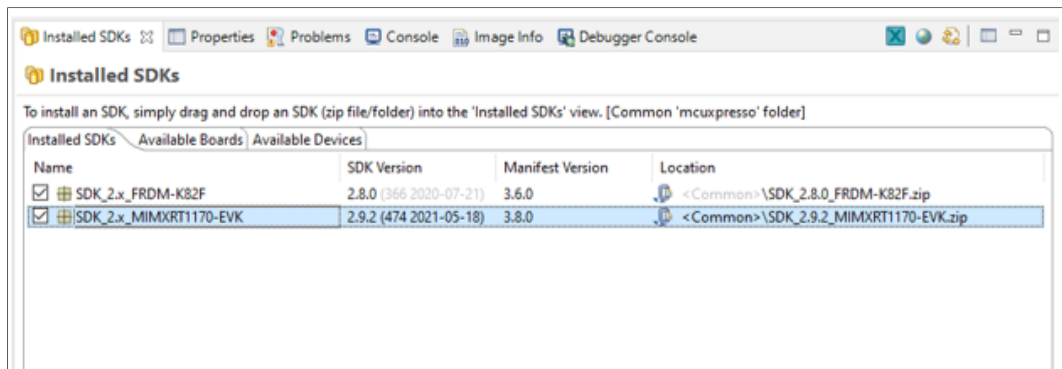 Installed SDKs Properties Problems Console Image Info Debugger Console
Installed SDKs
To install an SDK, simply drag and drop an SDK (zip file/folder) into the 'Installed SDKs' view. [Common 'mcuxpresso' folder]
Installed SDKs Available Boards Available Devices
Name SDK Version Manifest Version Location
SDK_2.x_FRDM-K82F 2.8.0 (366 2020-07-21) 3.6.0 <Common>\SDK_2.8.0_FRDM-K82F.zip
SDK_2.x_MIMXRT1170-EVK 2.9.2 (474 2021-05-18) 3.8.0 <Common>\SDK_2.9.2_MIMXRT1170-EVK.zip